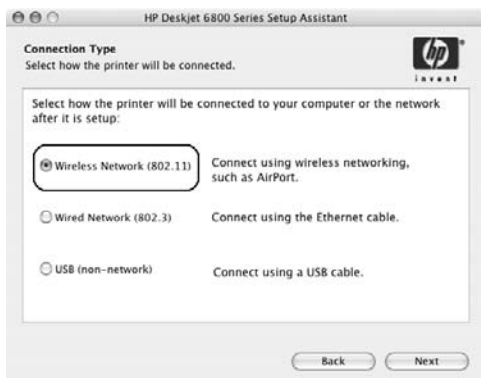 HP Deskjet 6800 Series Setup Assistant
Connection Type
Select how the printer will be connected.
hp
invent
Select how the printer will be connected to your computer or the network
after it is setup:
Wireless Network (802.11)
Connect using wireless networking,
such as AirPort.
Wired Network (802.3)
Connect using the Ethernet cable.
USB (non-network)
Connect using a USB cable.
Back
Next